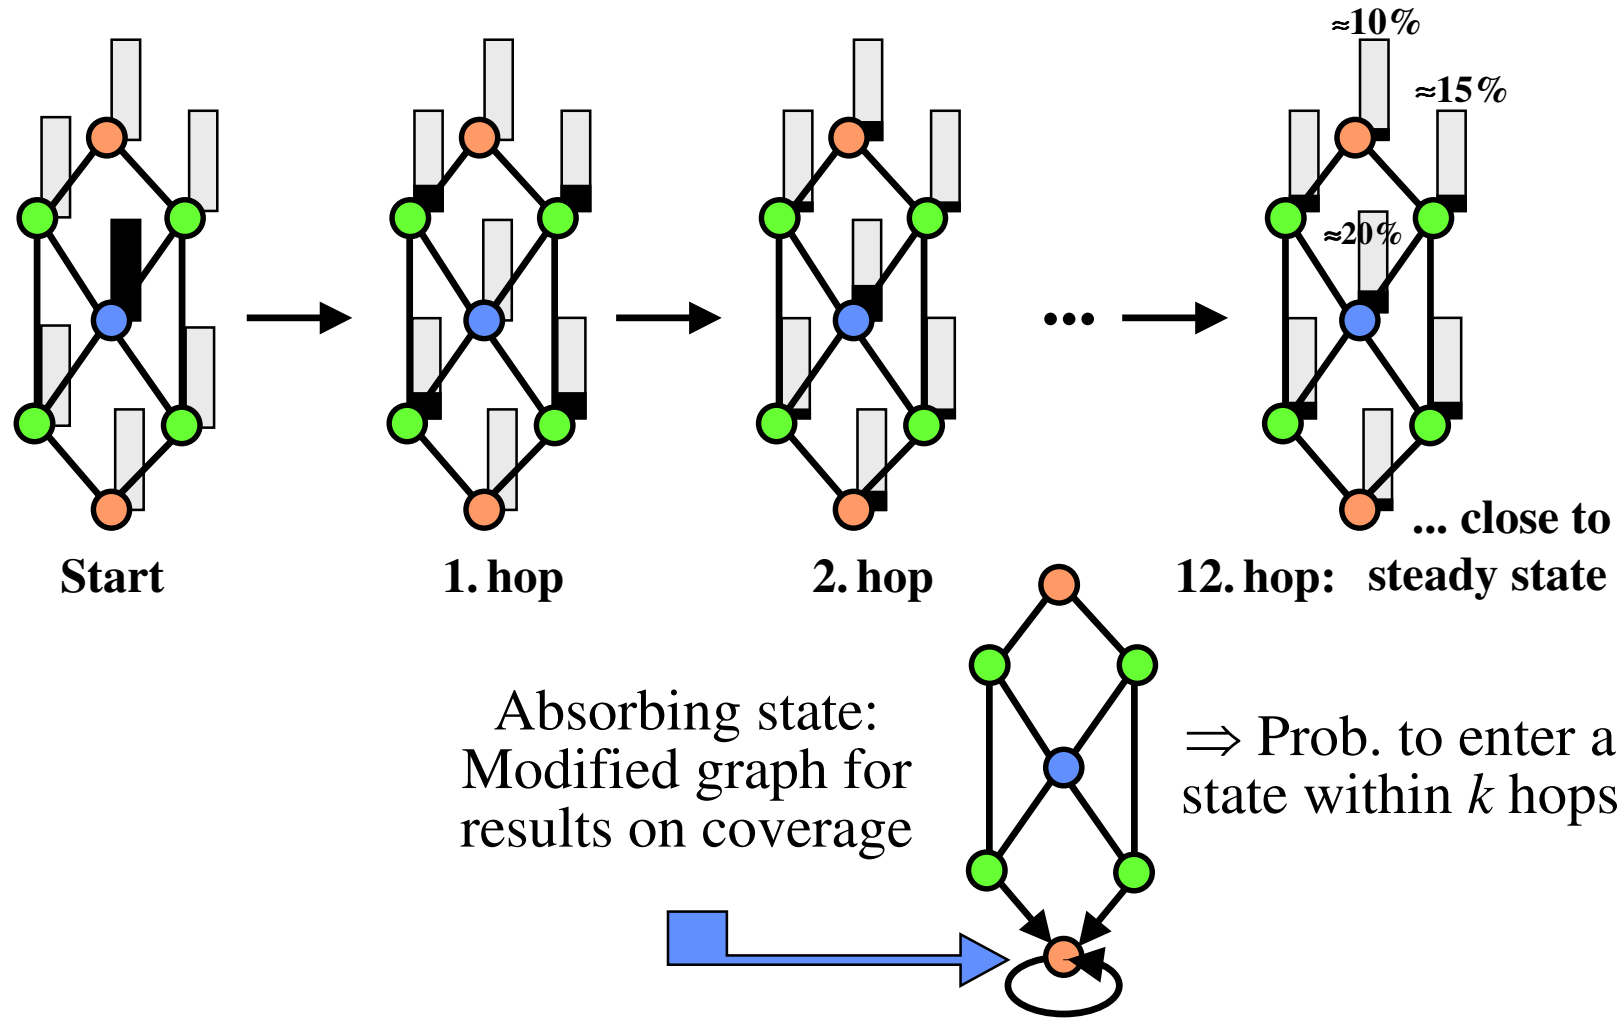 ≈10%
≈15%
≈20%
... close to
Start
1. hop
2. hop
12. hop: steady state
Absorbing state:
Modified graph for
results on coverage
⇒ Prob. to enter a
state within k hops